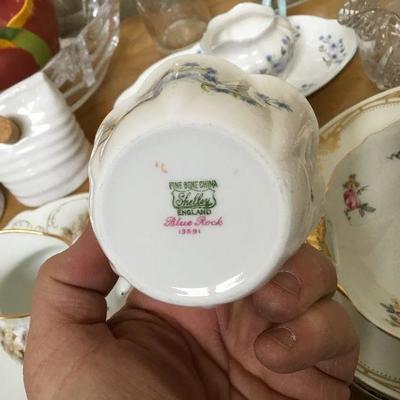 FINE BONE CHINA
Shelley
ENGLAND
Blue Rock
13591